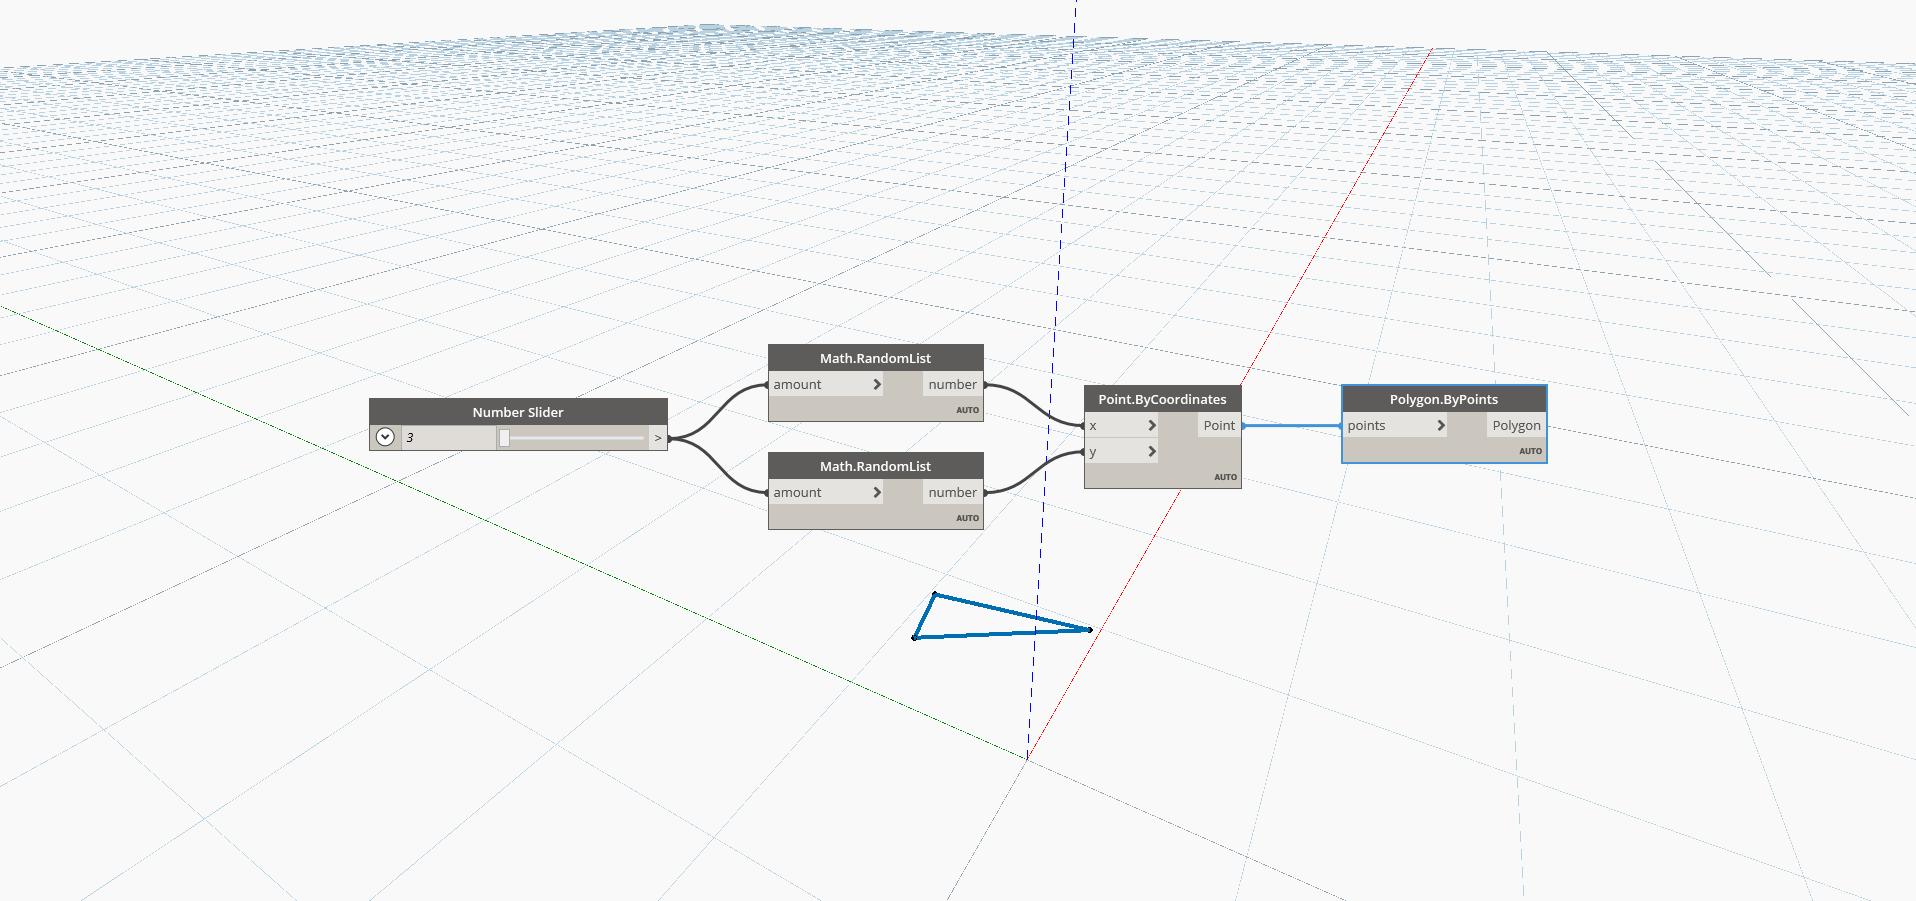 Number Slider
3
>
Math.RandomList
amount > number
AUTO
Math.RandomList
amount > number
AUTO
Point.ByCoordinates
x > Point
y >
AUTO
Polygon.ByPoints
points > Polygon
AUTO